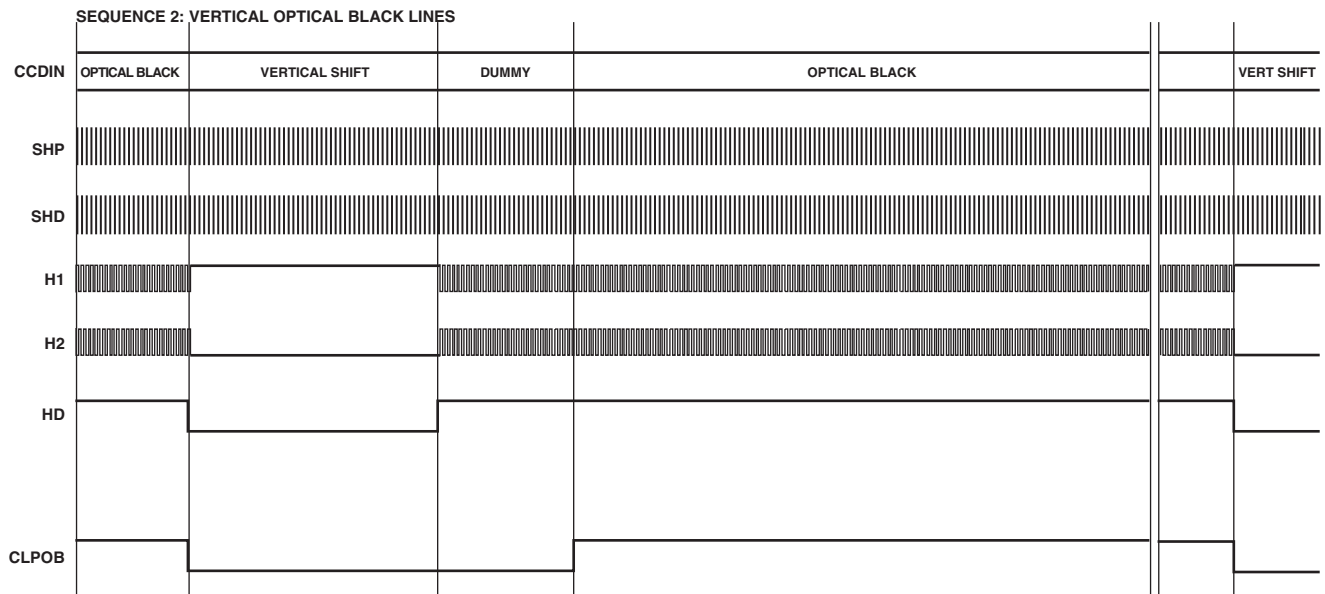 SEQUENCE 2: VERTICAL OPTICAL BLACK LINES
CCDIN OPTICAL BLACK VERTICAL SHIFT DUMMY OPTICAL BLACK VERT SHIFT
SHP
SHD
H1
H2
HD
CLPOB